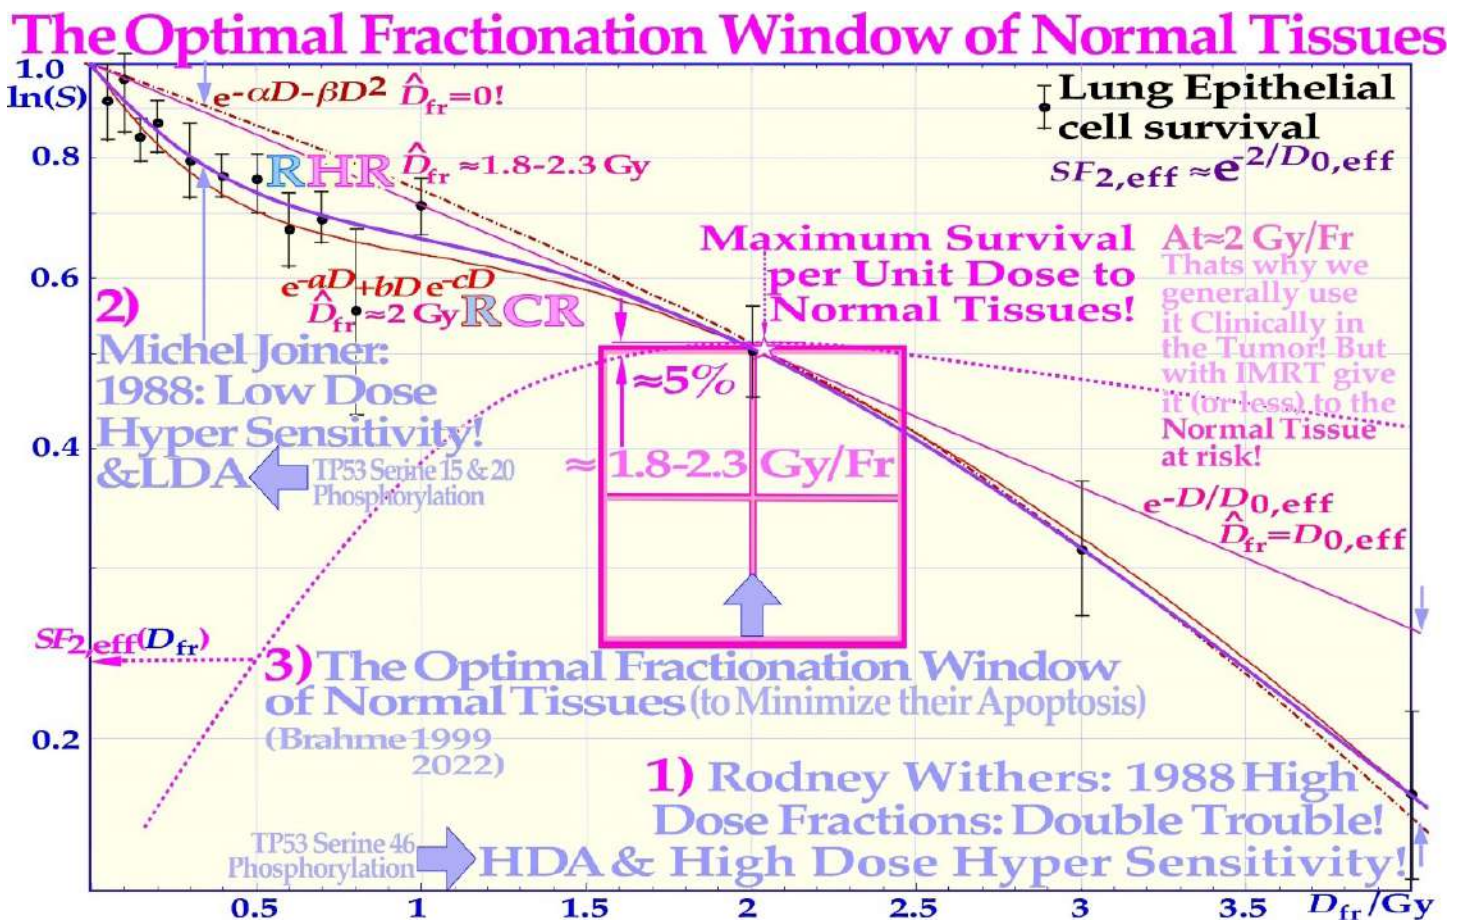 The Optimal Fractionation Window of Normal Tissues
1.0
ln(S)
0.8
0.6
0.4
0.2
e-αD-βD2 D̂fr=0!
RHR D̂fr≈1.8-2.3 Gy
Lung Epithelial
cell survival
SF2,eff ≈e-2/D0,eff
Maximum Survival
per Unit Dose to
Normal Tissues!
At≈2 Gy/Fr
Thats why we
generally use
it Clinically in
the Tumor! But
with IMRT give
it (or less) to the
Normal Tissue
at risk!
e-aD+bD e-cD
D̂fr≈2 Gy RCR
2)
Michel Joiner:
1988: Low Dose
Hyper Sensitivity!
&LDA
TP53 Serine 15 & 20
Phosphorylation
≈5%
≈ 1.8-2.3 Gy/Fr
e-D/D0,eff
D̂fr=D0,eff
SF2,eff(Dfr)
3) The Optimal Fractionation Window
of Normal Tissues (to Minimize their Apoptosis)
(Brahme 1999
2022)
1) Rodney Withers: 1988 High
Dose Fractions: Double Trouble!
TP53 Serine 46
Phosphorylation
HDA & High Dose Hyper Sensitivity!
0.5 1 1.5 2 2.5 3 3.5 Dfr/Gy